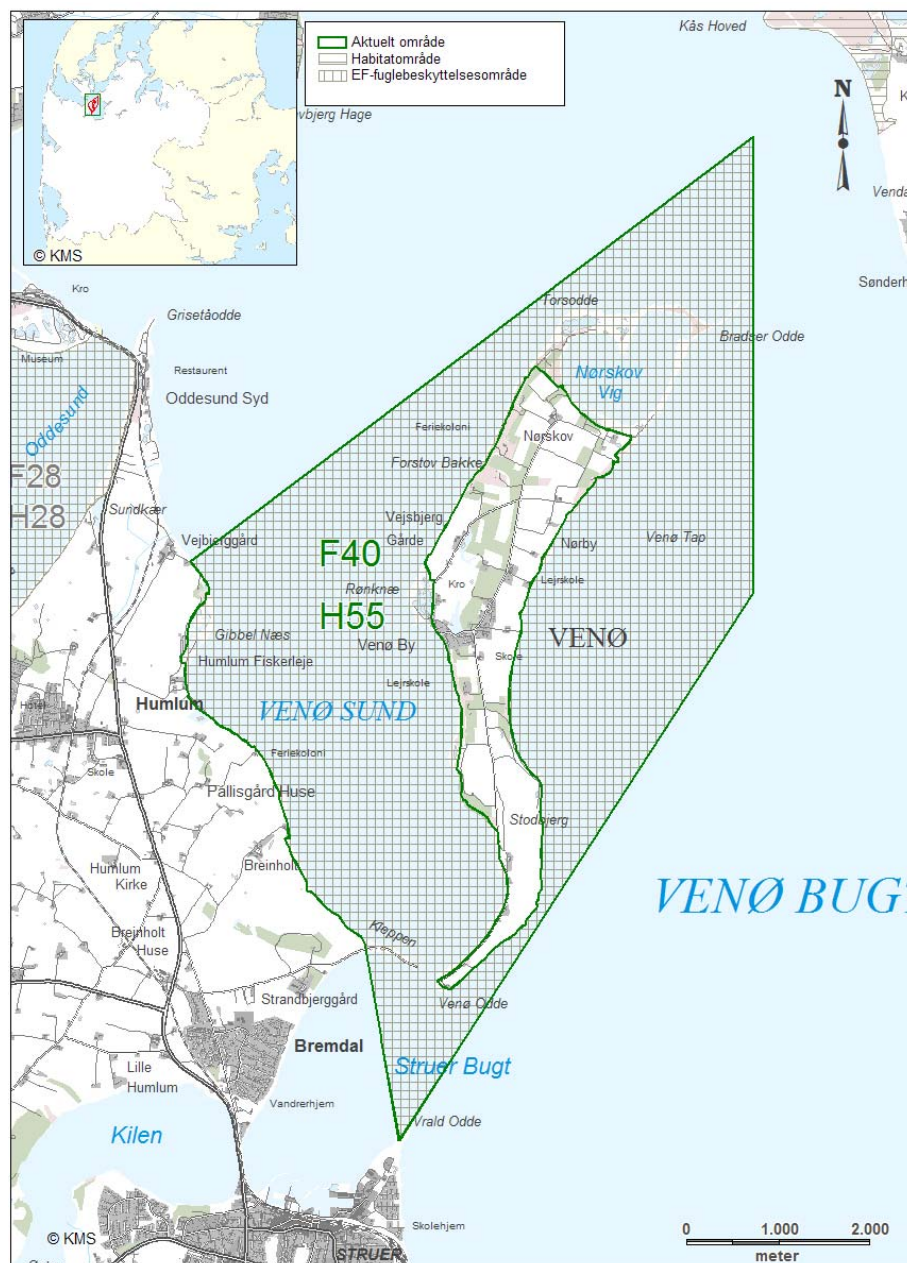 Aktuelt område
Habitatområde
EF-fuglebeskyttelsesområde
© KMS
Kås Hoved
N
Kro
Grisetåodde
Museum
Restaurent
Oddesund Syd
Oddesund
F28
H28
Sundkær
Vejbjerggård
Torsodde
Bradser Odde
Nørskov
Vig
Feriekoloni
Nørskov
Forstov Bakke
Vejsbjerg
Gårde
F40
Nørby
Venø Tap
Rønknæ
Kro
Lejrskole
H55
Gibbel Næs
Venø By
VENØ
Humlum Fiskerleje
Skole
Lejrskole
Humlum
VENØ SUND
Hotel
Feriekoloni
Skole
Pallisgård Huse
Stodbjerg
Humlum
Kirke
Breinholt
VENØ BUGT
Breinholt
Huse
Kleppen
Strandbjerggård
Venø Odde
Bremdal
Lille
Humlum
Struer Bugt
Vandrerhjem
Vrald Odde
Kilen
Skolehjem
© KMS
STRUER
0 1.000 2.000
meter